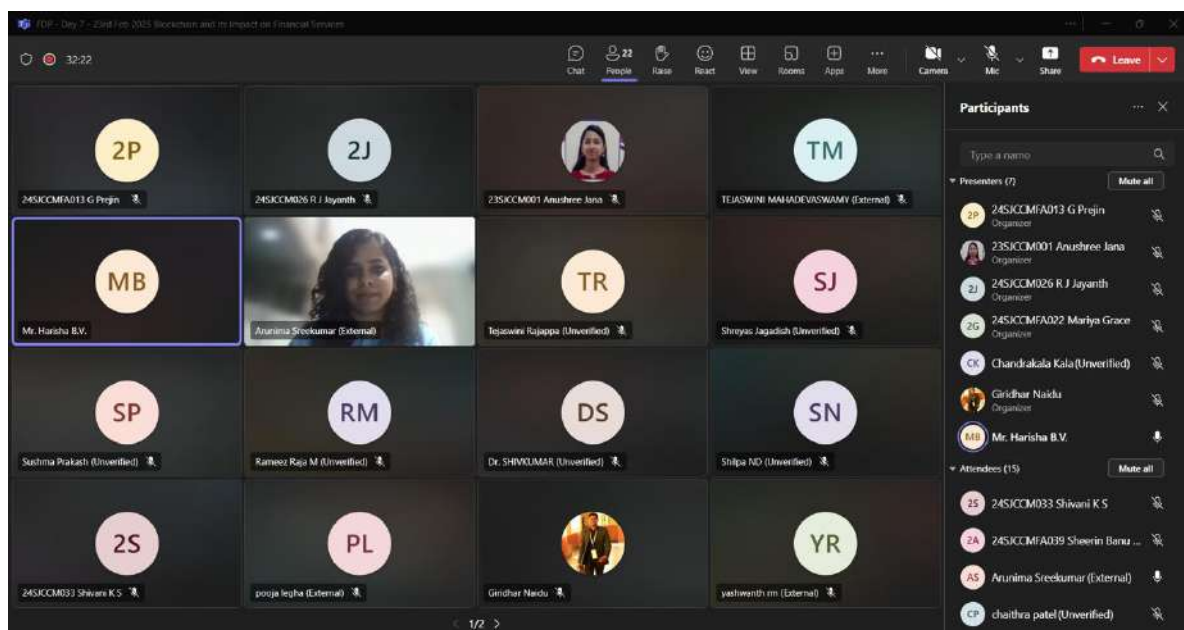 FDP - Day 7 - 23rd Feb 2025 Blockchain and its Impact on Financial Services
32:22
Chat
22
People
Raise
React
View
Rooms
Apps
More
Camera
Mic
Share
Leave
2P
24SJCCMFA013 G Prejin
2J
24SJCCM026 R J Jayanth
23SJCCM001 Anushree Jana
TM
TEJASWINI MAHADEVASWAMY (External)
MB
Mr. Harisha B.V.
Arunima Sreekumar (External)
TR
Tejaswini Rajappa (Unverified)
SJ
Shreyas Jagadish (Unverified)
SP
Sushma Prakash (Unverified)
RM
Rameez Raja M (Unverified)
DS
Dr. SHIVKUMAR (Unverified)
SN
Shilpa ND (Unverified)
2S
24SJCCM033 Shivani K S
PL
pooja legha (External)
Giridhar Naidu
YR
yashwanth rm (External)
1/2
Participants
Type a name
Presenters (7)
Mute all
2P
24SJCCMFA013 G Prejin
Organizer
23SJCCM001 Anushree Jana
Organizer
2J
24SJCCM026 R J Jayanth
Organizer
2G
24SJCCMFA022 Mariya Grace
Organizer
CK
Chandrakala Kala (Unverified)
Giridhar Naidu
Organizer
MB
Mr. Harisha B.V.
Attendees (15)
Mute all
2S
24SJCCM033 Shivani K S
2A
24SJCCMFA039 Sheerin Banu ...
AS
Arunima Sreekumar (External)
CP
chaithra patel (Unverified)